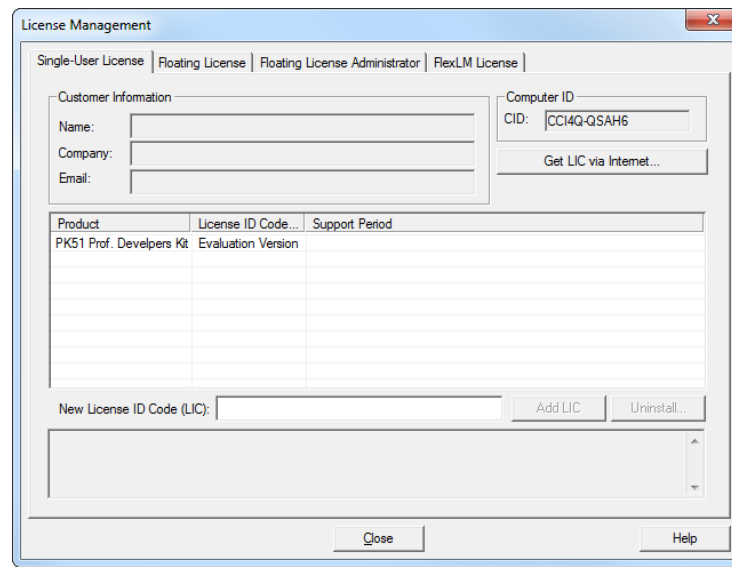 License Management
Single-User License Floating License Floating License Administrator FlexLM License
Customer Information
Name:
Company:
Email:
Computer ID
CID: CCI4Q-QSAH6
Get LIC via Internet...
Product License ID Code... Support Period
PK51 Prof. Develpers Kit Evaluation Version
New License ID Code (LIC): Add LIC Uninstall...
Close Help